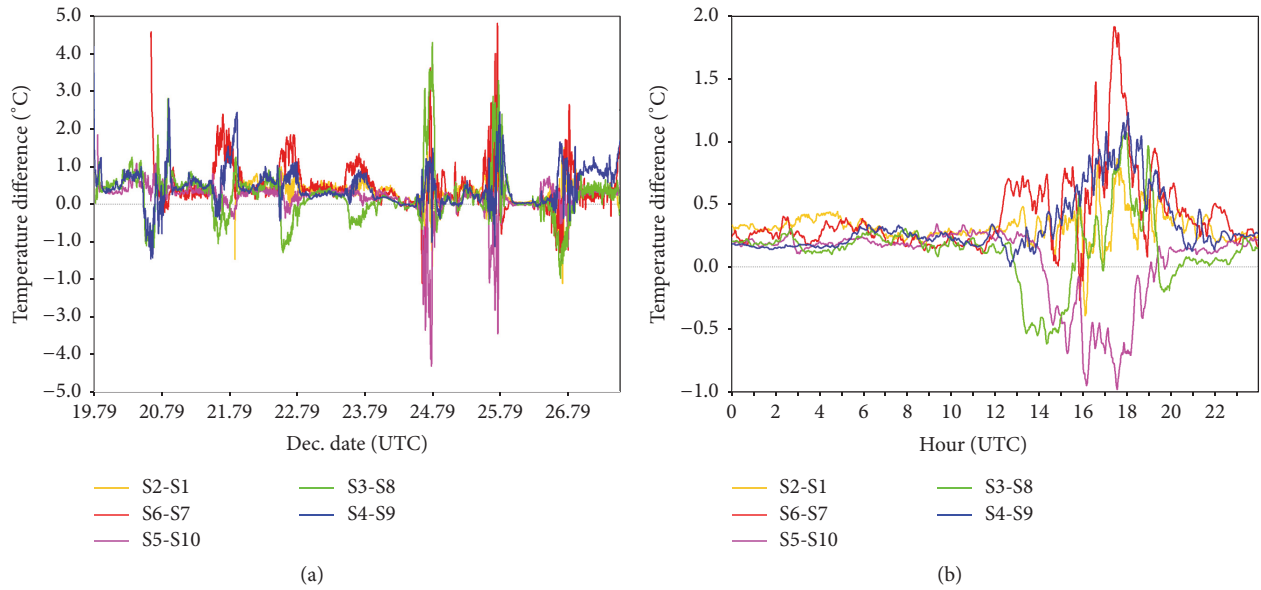 5.0
4.0
3.0
2.0
1.0
0.0
−1.0
−1.0
−3.0
−4.0
−5.0
Temperature difference (°C)
19.79 20.79 21.79 22.79 23.79 24.79 25.79 26.79
Dec. date (UTC)
S2-S1
S6-S7
S5-S10
S3-S8
S4-S9
(a)
2.0
1.5
1.0
0.5
0.0
−0.5
−1.0
Temperature difference (°C)
0 2 4 6 8 10 12 14 16 18 20 22
Hour (UTC)
S2-S1
S6-S7
S5-S10
S3-S8
S4-S9
(b)